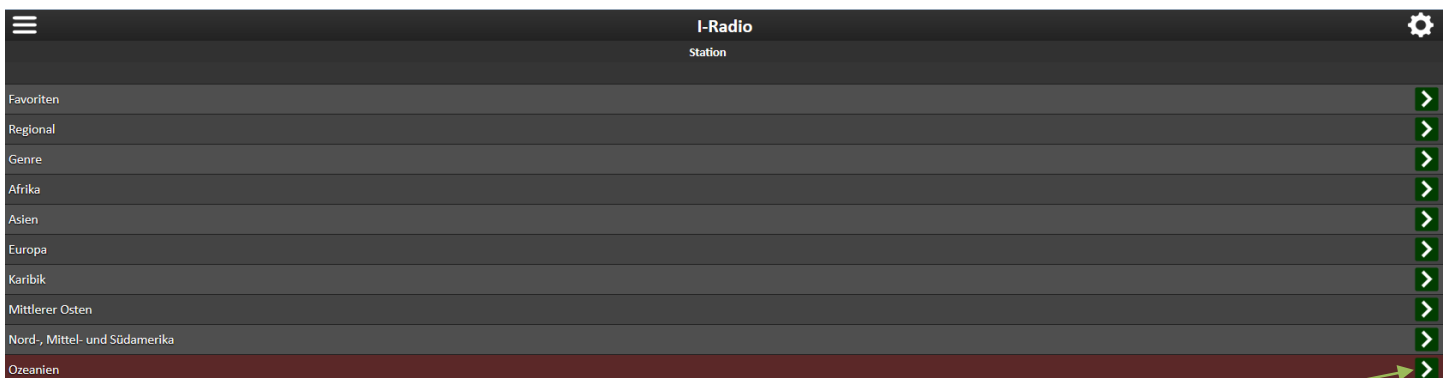 I-Radio
Station
Favoriten
Regional
Genre
Afrika
Asien
Europa
Karibik
Mittlerer Osten
Nord-, Mittel- und Südamerika
Ozeanien